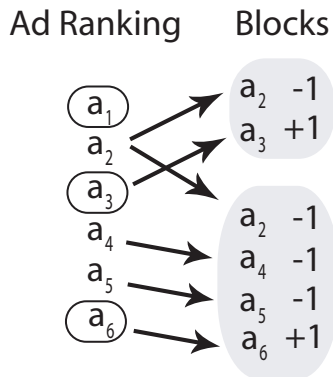 Ad Ranking
a1
a2
a3
a4
a5
a6
Blocks
a2 -1
a3 +1
a2 -1
a4 -1
a5 -1
a6 +1